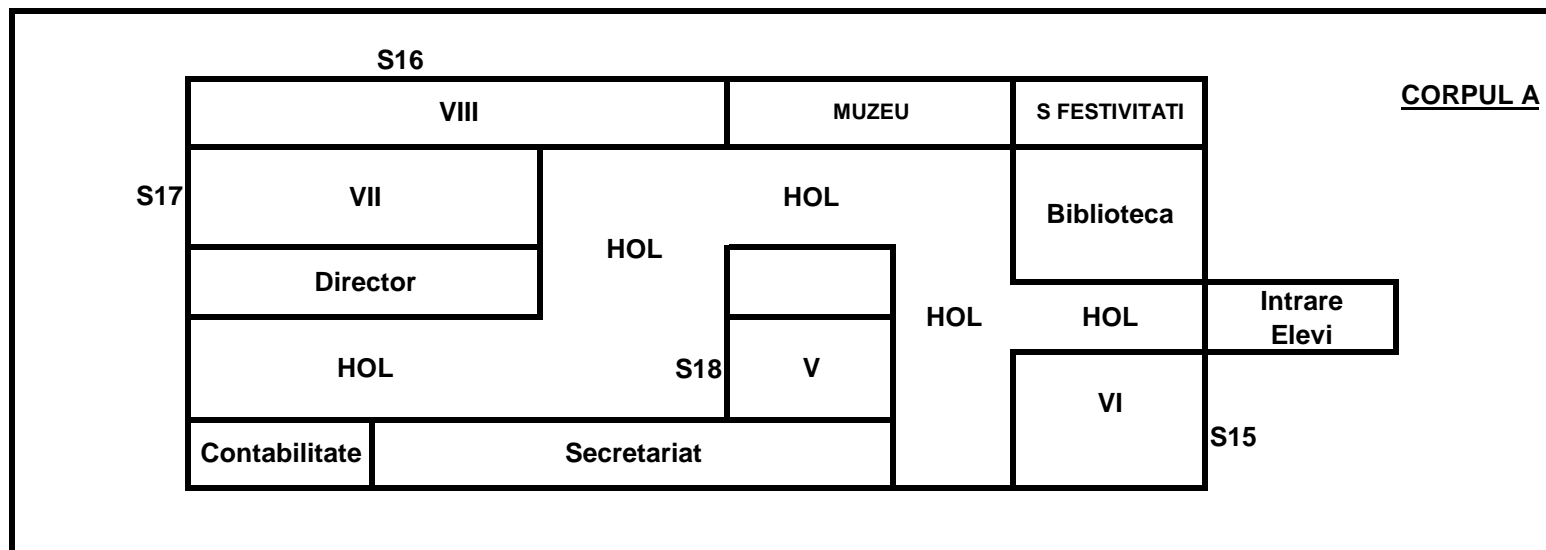 S16
CORPUL A
VIII
MUZEU
S FESTIVITATI
S17
VII
HOL
Biblioteca
HOL
Director
HOL
HOL
Intrare
Elevi
HOL
S18
V
VI
S15
Contabilitate
Secretariat